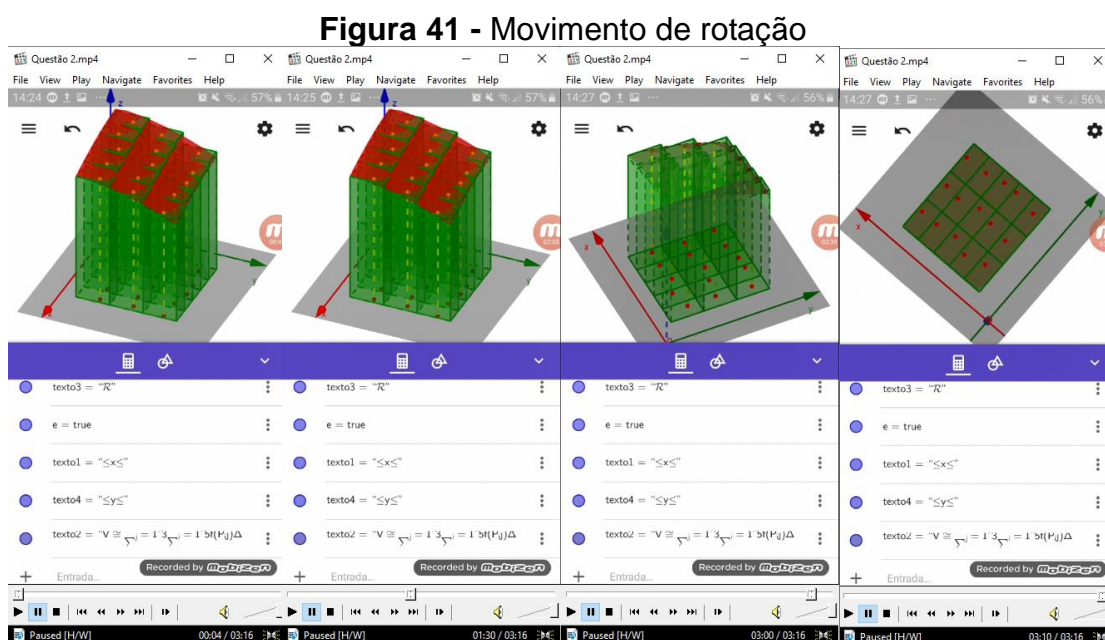 Figura 41 - Movimento de rotação
Questão 2.mp4
File View Play Navigate Favorites Help
14:24 57%
z
y
texto3 = "R"
e = true
texto1 = "≤x≤"
texto4 = "≤y≤"
Recorded by mobizen
Entrada...
Paused [H/W] 00:04 / 03:16
Questão 2.mp4
File View Play Navigate Favorites Help
14:25 57%
z
y
texto3 = "R"
e = true
texto1 = "≤x≤"
texto4 = "≤y≤"
Recorded by mobizen
Entrada...
Paused [H/W] 01:30 / 03:16
Questão 2.mp4
File View Play Navigate Favorites Help
14:27 56%
x
y
texto3 = "R"
e = true
texto1 = "≤x≤"
texto4 = "≤y≤"
Recorded by mobizen
Entrada...
Paused [H/W] 03:00 / 03:16
Questão 2.mp4
File View Play Navigate Favorites Help
14:27 56%
x
y
texto3 = "R"
e = true
texto1 = "≤x≤"
texto4 = "≤y≤"
Recorded by mobizen
Entrada...
Paused [H/W]